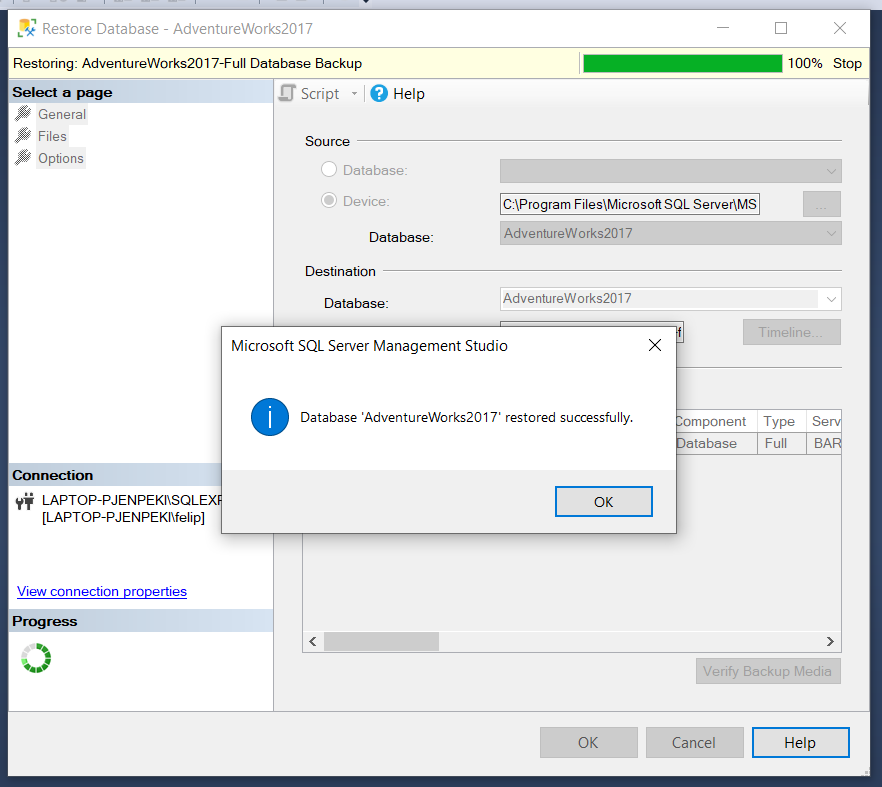 Restore Database - AdventureWorks2017
Restoring: AdventureWorks2017-Full Database Backup
100%
Stop
Select a page
General
Files
Options
Script
Help
Source
Database:
Device:
C:\Program Files\Microsoft SQL Server\MS
...
Database:
AdventureWorks2017
Destination
Database:
AdventureWorks2017
Timeline...
Microsoft SQL Server Management Studio
Database 'AdventureWorks2017' restored successfully.
OK
Component Type Serv
Database Full BAR
Connection
LAPTOP-PJENPEKI\SQLEXP
[LAPTOP-PJENPEKI\felip]
View connection properties
Progress
Verify Backup Media
OK
Cancel
Help